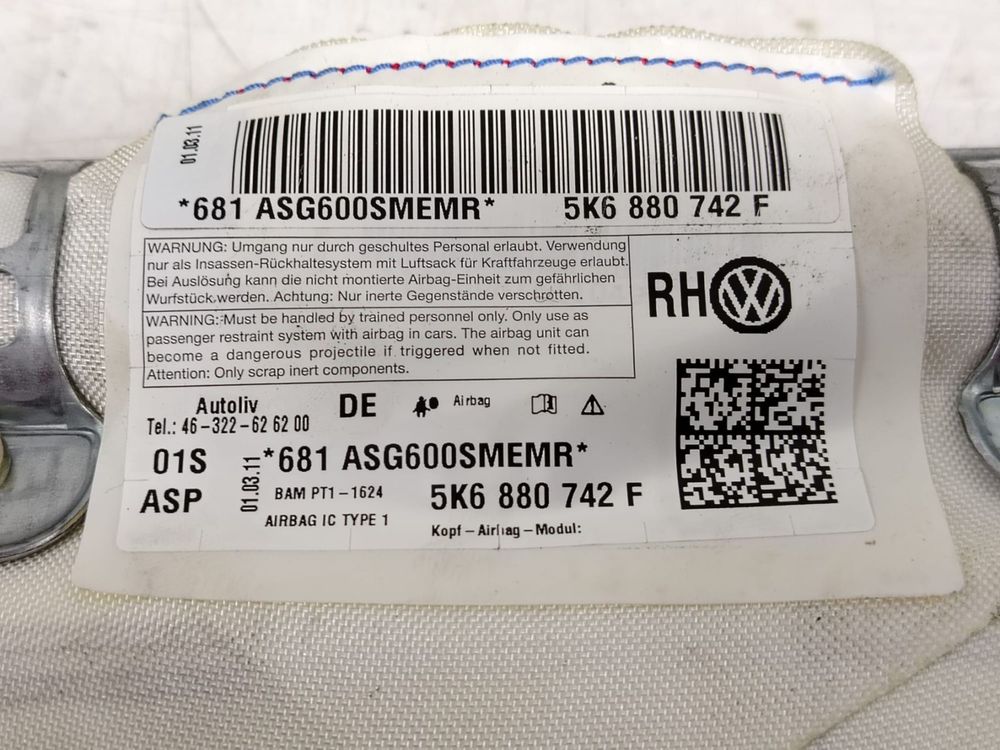 01.03.11
*681 ASG600SMEMR* 5K6 880 742 F
WARNUNG: Umgang nur durch geschultes Personal erlaubt. Verwendung
nur als Insassen-Rückhaltesystem mit Luftsack für Kraftfahrzeuge erlaubt.
Bei Auslösung kann die nicht montierte Airbag-Einheit zum gefährlichen
Wurfstück werden. Achtung: Nur inerte Gegenstände verschrotten.
WARNING: Must be handled by trained personnel only. Only use as
passenger restraint system with airbag in cars. The airbag unit can
become a dangerous projectile if triggered when not fitted.
Attention: Only scrap inert components.
RH
Autoliv
Tel.: 46-322-62 62 00
DE
Airbag
01S
ASP
01.03.11
*681 ASG600SMEMR*
BAM PT1-1624
5K6 880 742 F
AIRBAG IC TYPE 1
Kopf-Airbag-Modul: